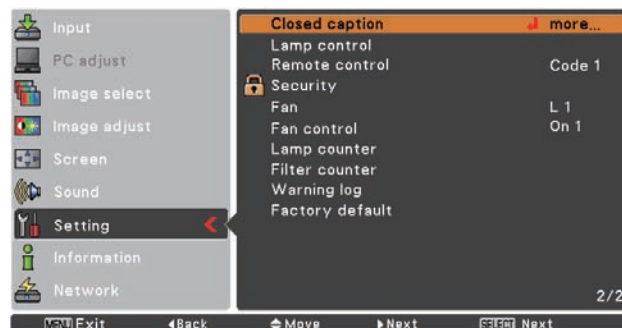 Input
PC adjust
Image select
Image adjust
Screen
Sound
Setting
Information
Network
Closed caption more...
Lamp control
Remote control Code 1
Security
Fan L 1
Fan control On 1
Lamp counter
Filter counter
Warning log
Factory default
2/2
MENU Exit ◀Back Move ▶Next SELECT Next